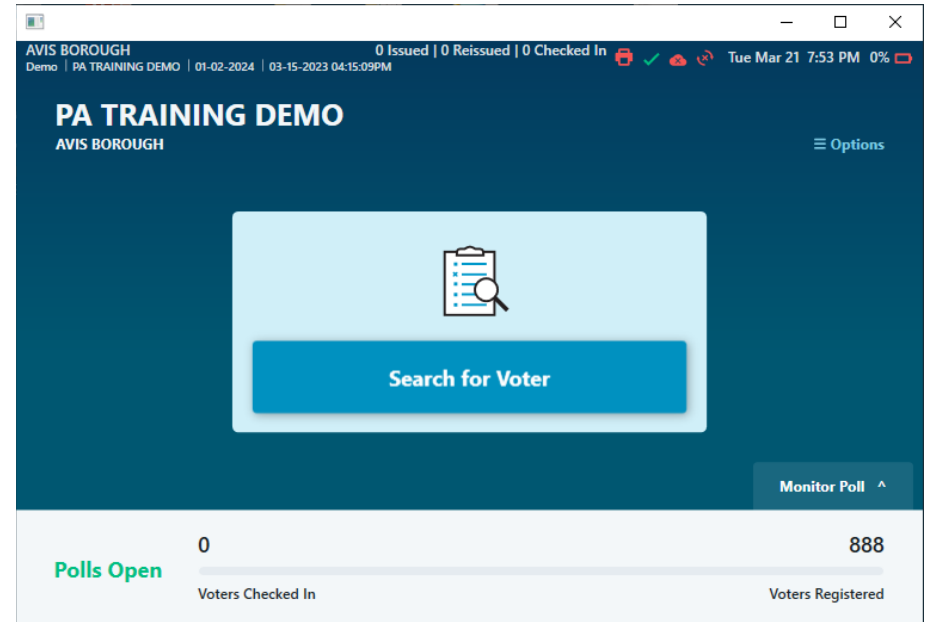 AVIS BOROUGH 0 Issued | 0 Reissued | 0 Checked In Tue Mar 21 7:53 PM 0%
Demo | PA TRAINING DEMO | 01-02-2024 | 03-15-2023 04:15:09PM
PA TRAINING DEMO
AVIS BOROUGH
☰ Options
Search for Voter
Monitor Poll ^
0 888
Polls Open
Voters Checked In Voters Registered